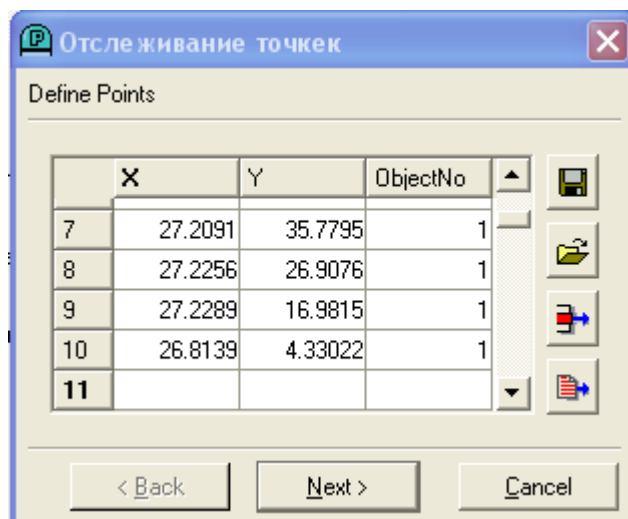 Отслеживание точкек
Define Points
X Y ObjectNo
7 27.2091 35.7795 1
8 27.2256 26.9076 1
9 27.2289 16.9815 1
10 26.8139 4.33022 1
11
< Back Next > Cancel